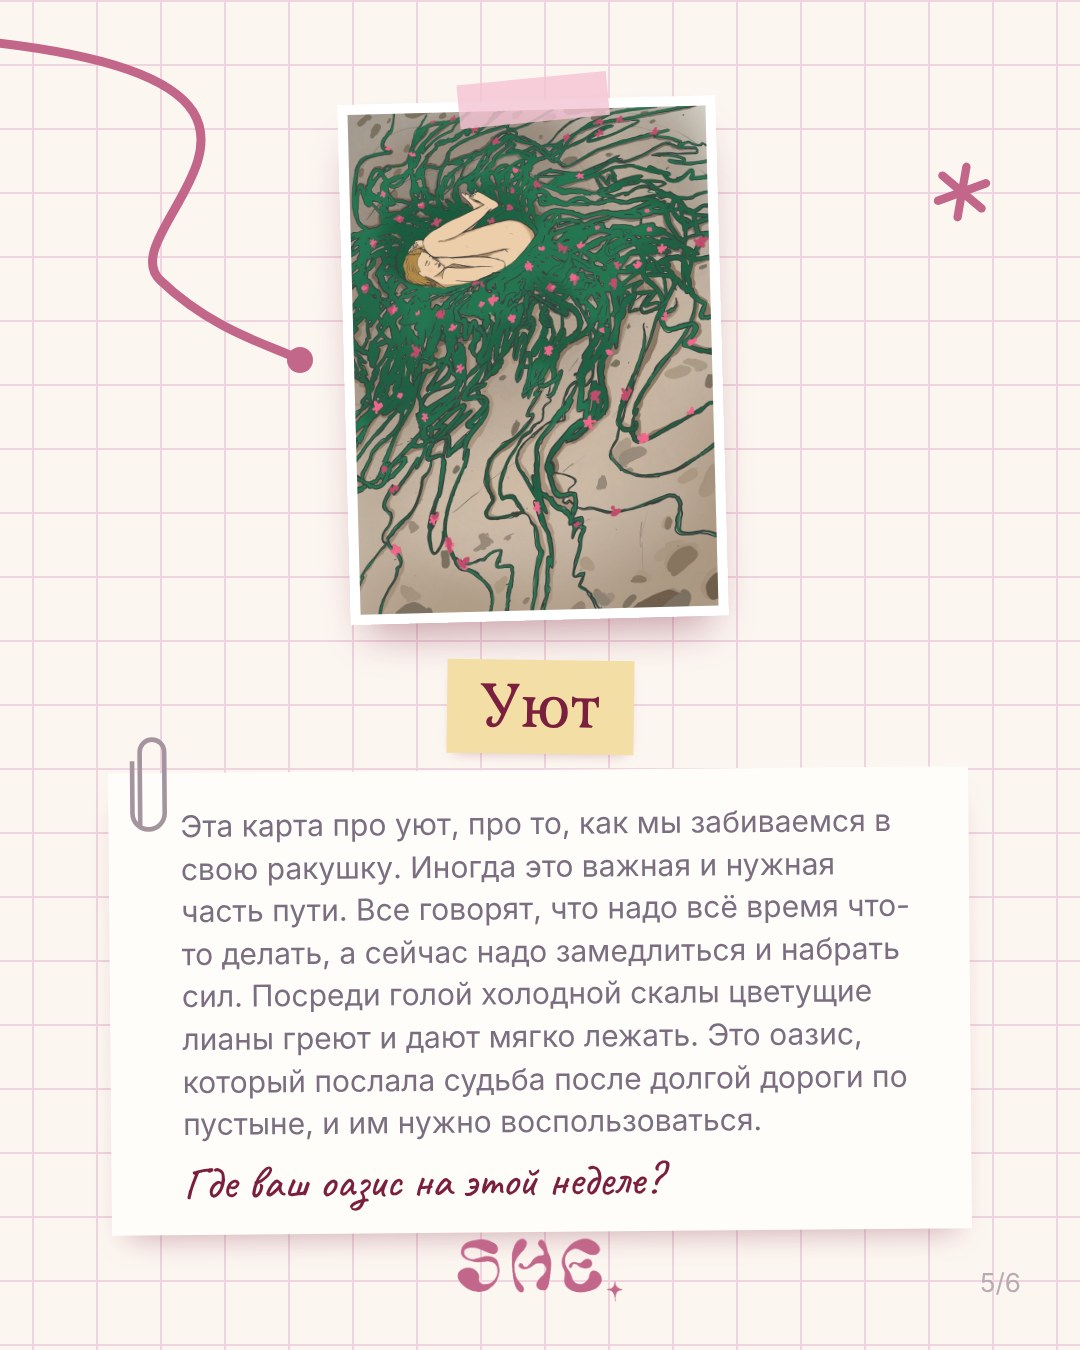 Уют
Эта карта про уют, про то, как мы забиваемся в
свою ракушку. Иногда это важная и нужная
часть пути. Все говорят, что надо всё время что-
то делать, а сейчас надо замедлиться и набрать
сил. Посреди голой холодной скалы цветущие
лианы греют и дают мягко лежать. Это оазис,
который послала судьба после долгой дороги по
пустыне, и им нужно воспользоваться.
Где ваш оазис на этой неделе?
SHE
5/6